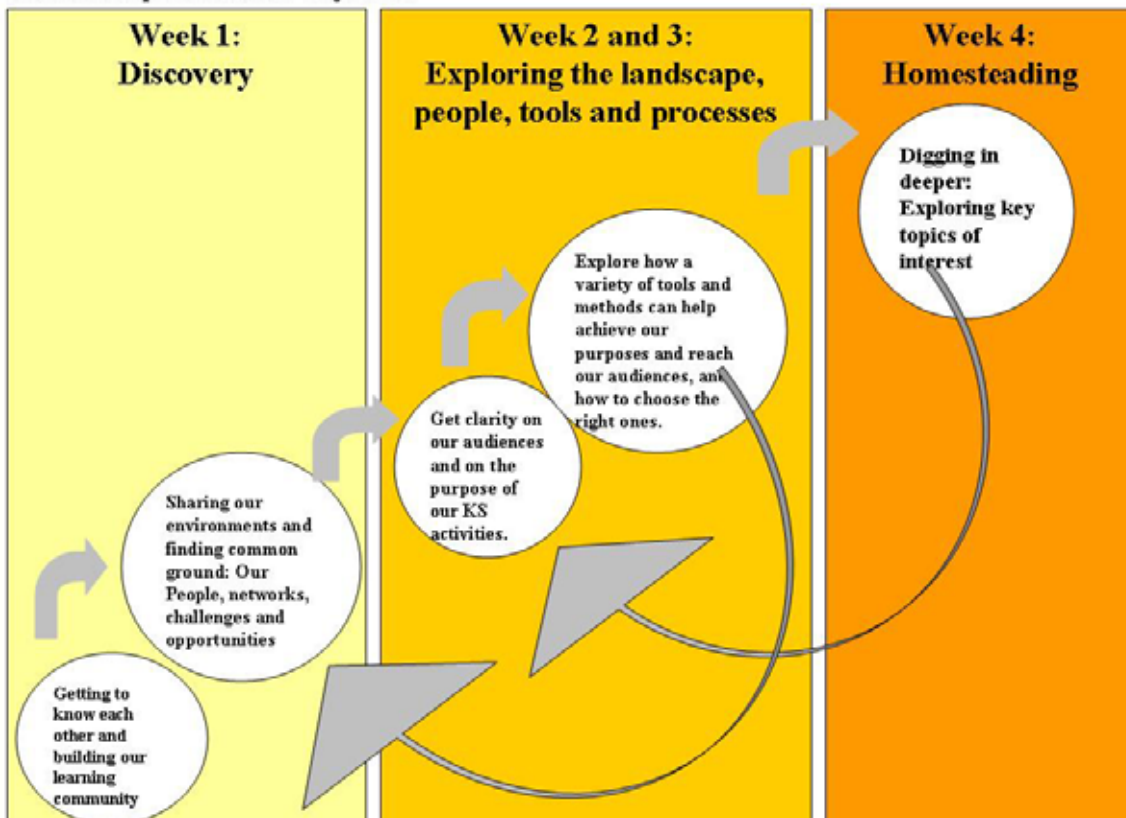 Week 1:
Discovery
Getting to
know each
other and
building our
learning
community
Sharing our
environments and
finding common
ground: Our
People, networks,
challenges and
opportunities
Week 2 and 3:
Exploring the landscape,
people, tools and processes
Get clarity on
our audiences
and on the
purpose of
our KS
activities.
Explore how a
variety of tools and
methods can help
achieve our
purposes and reach
our audiences, and
how to choose the
right ones.
Week 4:
Homesteading
Digging in
deeper:
Exploring key
topics of
interest